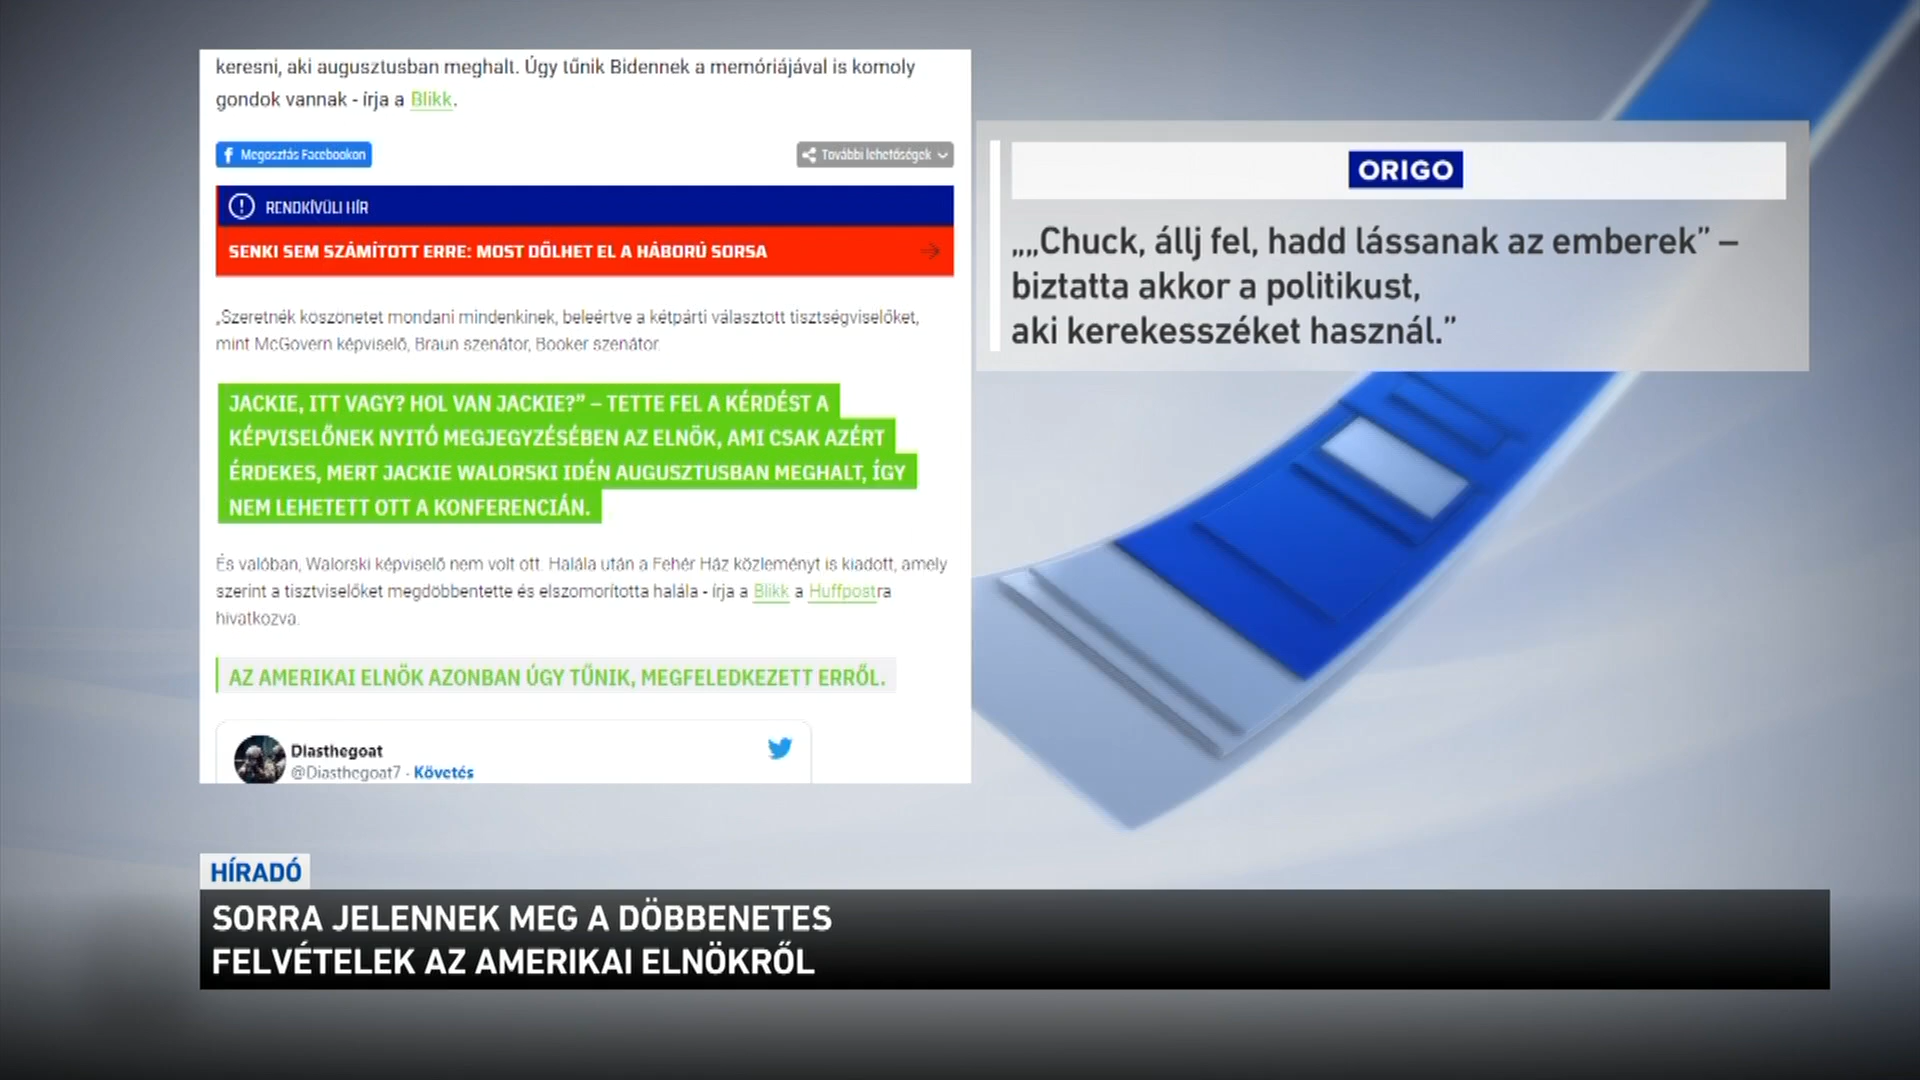 keresni, aki augusztusban meghalt. Úgy tűnik Bidennek a memóriájával is komoly
gondok vannak - írja a Blikk.
Megosztás Facebookon
További lehetőségek
RENDKÍVÜLI HÍR
SENKI SEM SZÁMÍTOTT ERRE: MOST DŐLHET EL A HÁBORÚ SORSA
„Szeretnék köszönetet mondani mindenkinek, beleértve a kétpárti választott tisztségviselőket,
mint McGovern képviselő, Braun szenátor, Booker szenátor.
JACKIE, ITT VAGY? HOL VAN JACKIE?” – TETTE FEL A KÉRDÉST A
KÉPVISELŐNEK NYITÓ MEGJEGYZÉSÉBEN AZ ELNÖK, AMI CSAK AZÉRT
ÉRDEKES, MERT JACKIE WALORSKI IDÉN AUGUSZTUSBAN MEGHALT, ÍGY
NEM LEHETETT OTT A KONFERENCIÁN.
És valóban, Walorski képviselő nem volt ott. Halála után a Fehér Ház közleményt is kiadott, amely
szerint a tisztviselőket megdöbbentette és elszomorította halála - írja a Blikk a Huffpostra
hivatkozva.
AZ AMERIKAI ELNÖK AZONBAN ÚGY TŰNIK, MEGFELEDKEZETT ERRŐL.
Diasthegoat
@Diasthegoat7 · Követés
ORIGO
„„Chuck, állj fel, hadd lássanak az emberek” –
biztatta akkor a politikust,
aki kerekesszéket használ.”
HÍRADÓ
SORRA JELENNEK MEG A DÖBBENETES
FELVÉTELEK AZ AMERIKAI ELNÖKRŐL